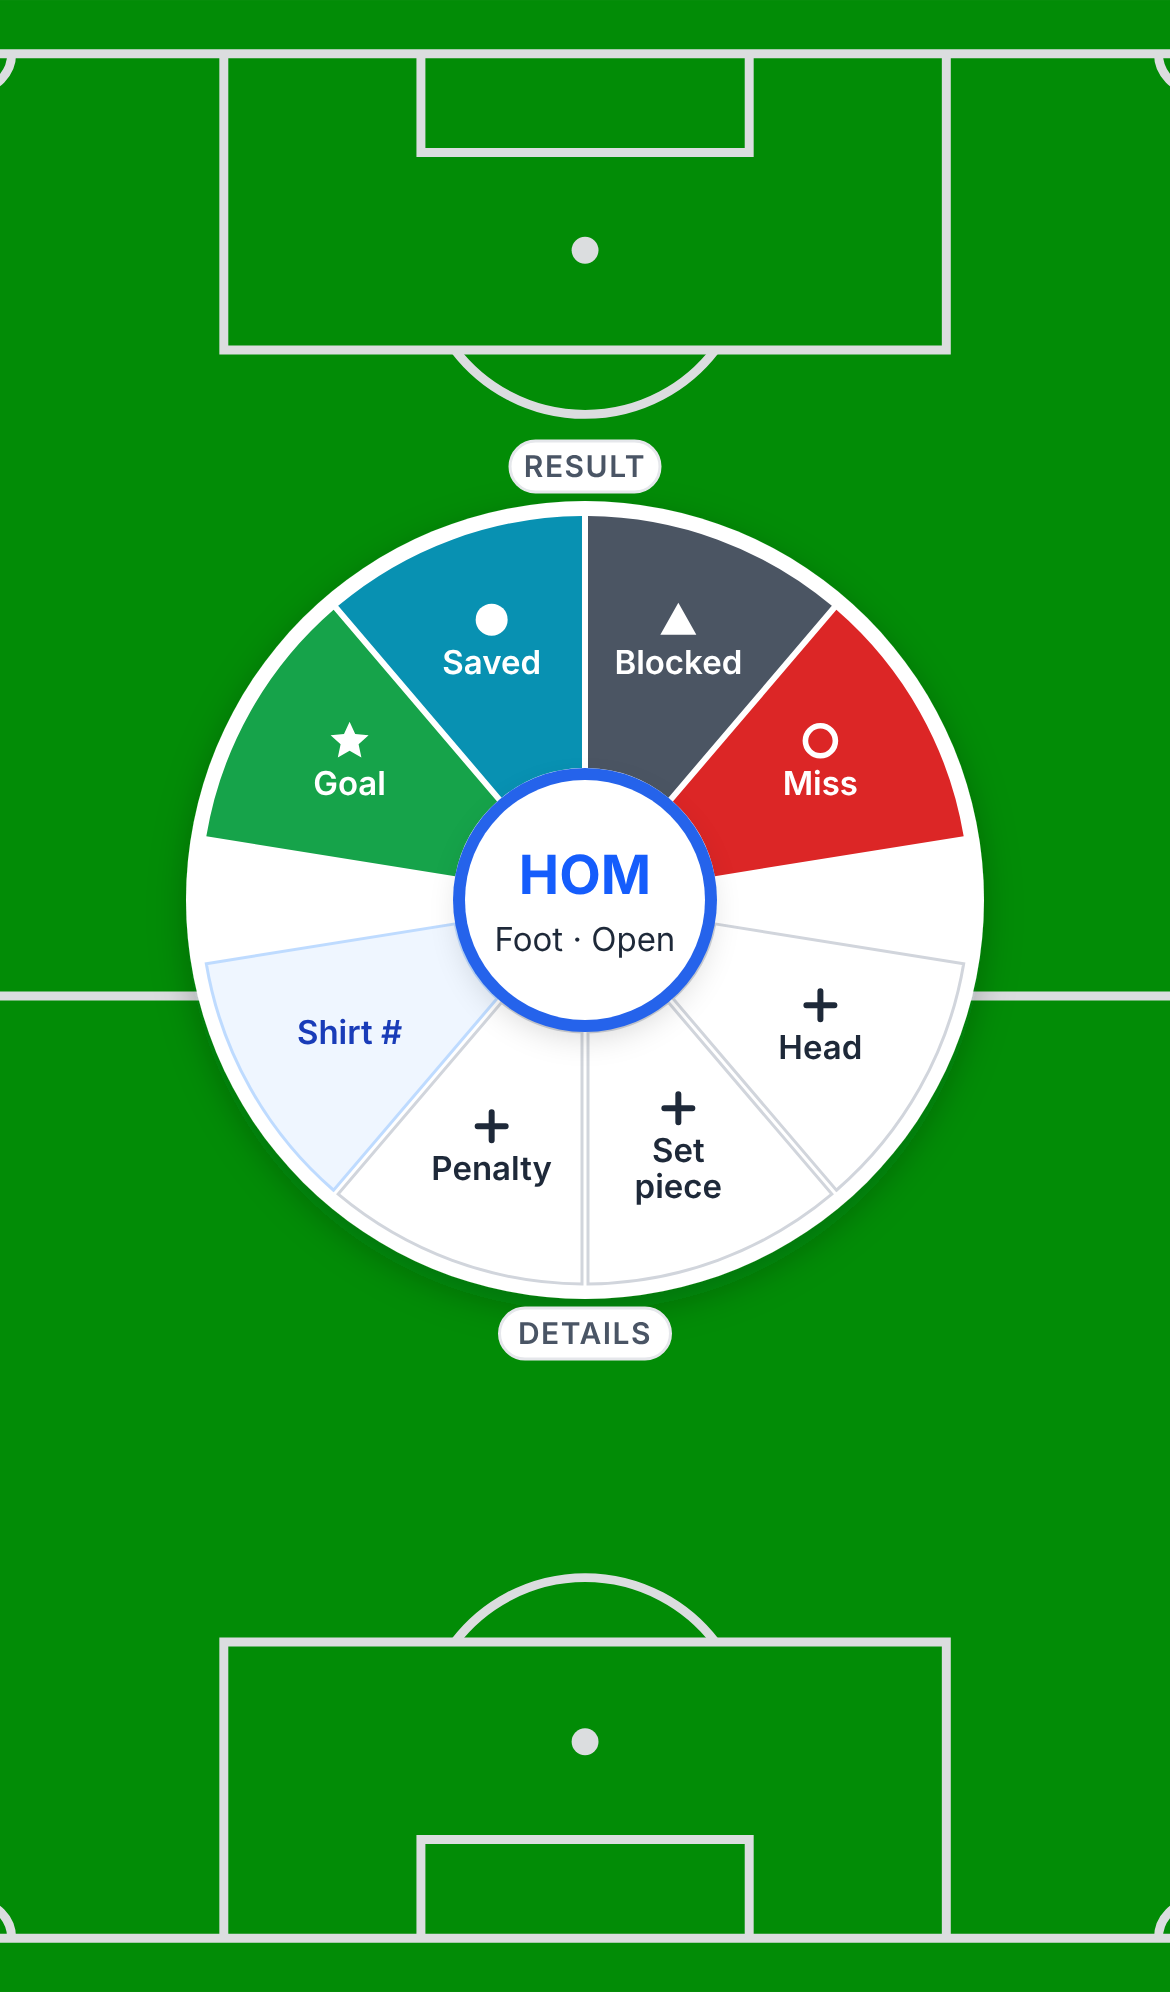 RESULT
Saved
Blocked
Goal
Miss
HOM
Foot · Open
Shirt #
Head
Penalty
Set
piece
DETAILS